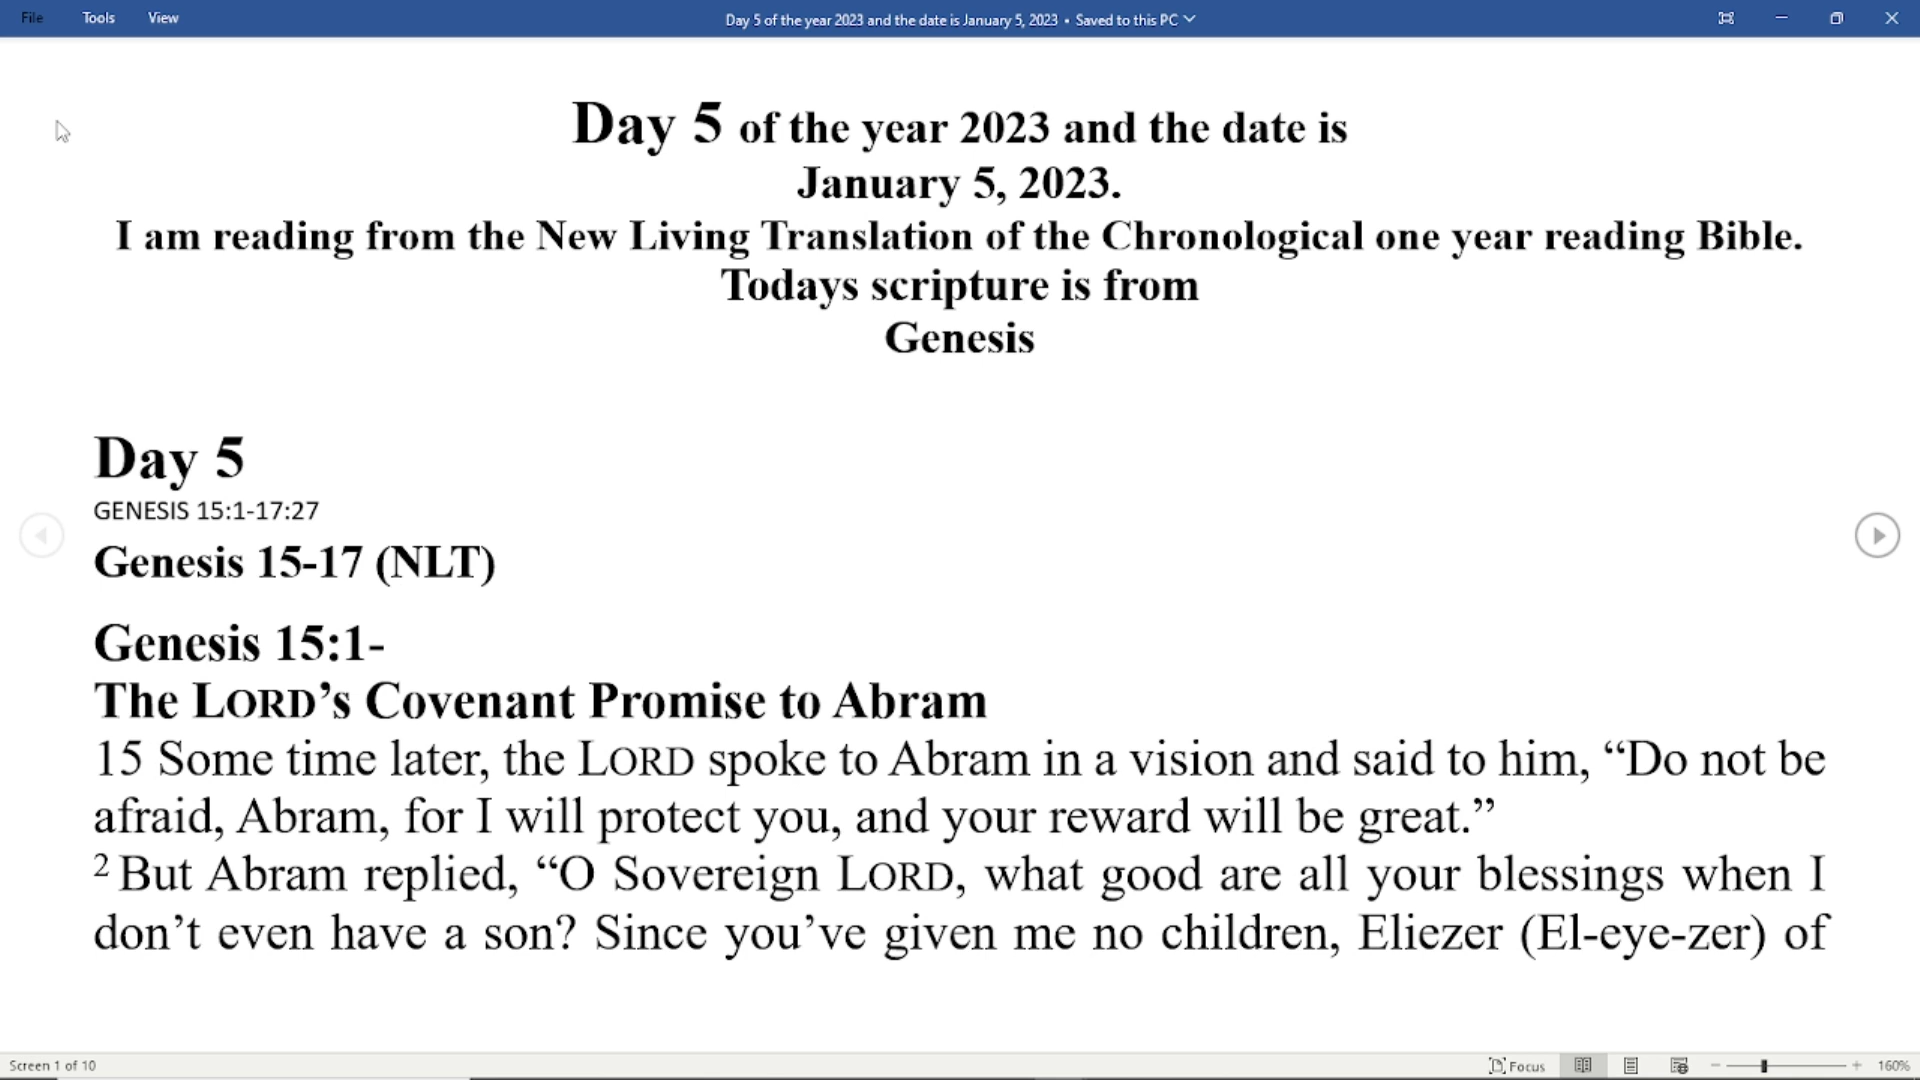 File Tools View Day 5 of the year 2023 and the date is January 5, 2023 • Saved to this PC
Day 5 of the year 2023 and the date is
January 5, 2023.
I am reading from the New Living Translation of the Chronological one year reading Bible.
Todays scripture is from
Genesis
Day 5
GENESIS 15:1-17:27
Genesis 15-17 (NLT)
Genesis 15:1-
The LORD’s Covenant Promise to Abram
15 Some time later, the LORD spoke to Abram in a vision and said to him, “Do not be
afraid, Abram, for I will protect you, and your reward will be great.”
2 But Abram replied, “O Sovereign LORD, what good are all your blessings when I
don’t even have a son? Since you’ve given me no children, Eliezer (El-eye-zer) of
Screen 1 of 10 Focus 160%